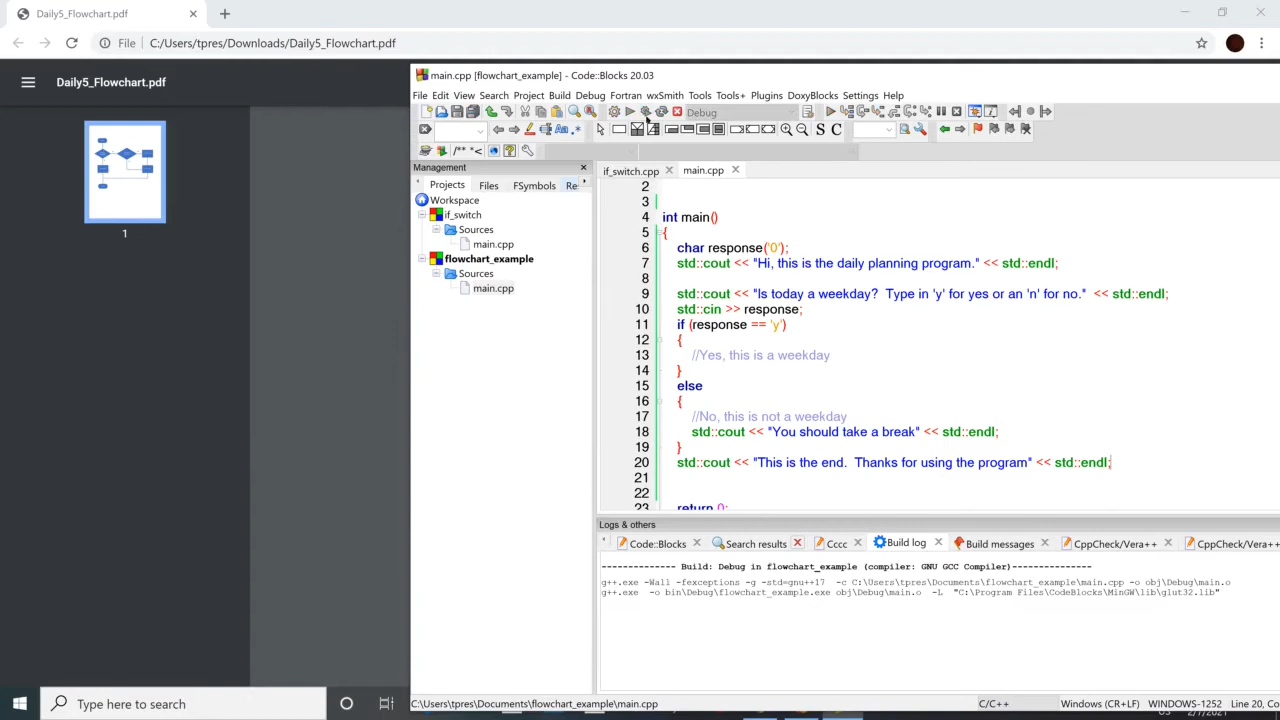 Daily5_Flowchart.pdf
File C:/Users/tpres/Downloads/Daily5_Flowchart.pdf
Daily5_Flowchart.pdf
1
main.cpp [flowchart_example] - Code::Blocks 20.03
File Edit View Search Project Build Debug Fortran wxSmith Tools Tools+ Plugins DoxyBlocks Settings Help
Debug
S C
/** *<
Management
Projects Files FSymbols Re
Workspace
if_switch
Sources
main.cpp
flowchart_example
Sources
main.cpp
if_switch.cpp main.cpp
2
3
4 int main()
5 {
6 char response('0');
7 std::cout << "Hi, this is the daily planning program." << std::endl;
8
9 std::cout << "Is today a weekday?  Type in 'y' for yes or an 'n' for no."  << std::endl;
10 std::cin >> response;
11 if (response == 'y')
12 {
13 //Yes, this is a weekday
14 }
15 else
16 {
17 //No, this is not a weekday
18 std::cout << "You should take a break" << std::endl;
19 }
20 std::cout << "This is the end.  Thanks for using the program" << std::endl;
21
22
23 return 0;
Logs & others
Code::Blocks Search results Cccc Build log Build messages CppCheck/Vera++ CppCheck/Vera++
-------------- Build: Debug in flowchart_example (compiler: GNU GCC Compiler)---------------
g++.exe -Wall -fexceptions -g -std=gnu++17  -c C:\Users\tpres\Documents\flowchart_example\main.cpp -o obj\Debug\main.o
g++.exe  -o bin\Debug\flowchart_example.exe obj\Debug\main.o  -L  "C:\Program Files\CodeBlocks\MinGW\lib\glut32.lib"
C:\Users\tpres\Documents\flowchart_example\main.cpp C/C++ Windows (CR+LF) WINDOWS-1252 Line 20, Co
Type here to search